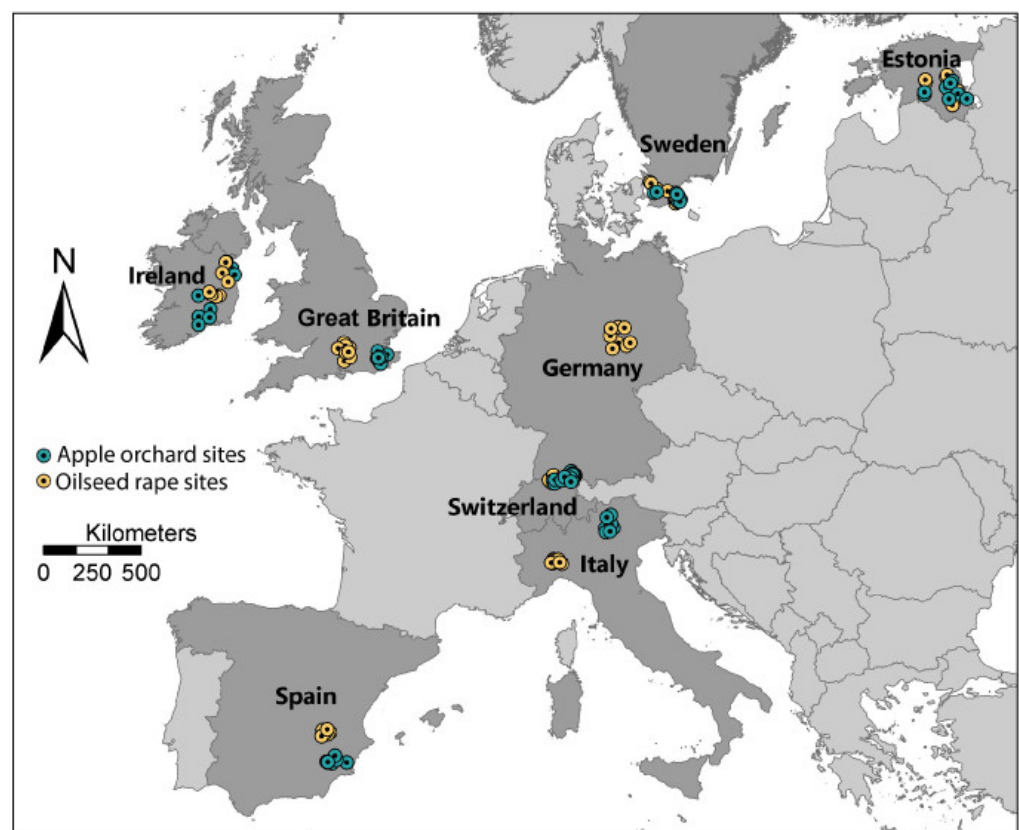 Estonia
Sweden
N
Ireland
Great Britain
Germany
Apple orchard sites
Oilseed rape sites
Switzerland
Kilometers
0 250 500
Italy
Spain